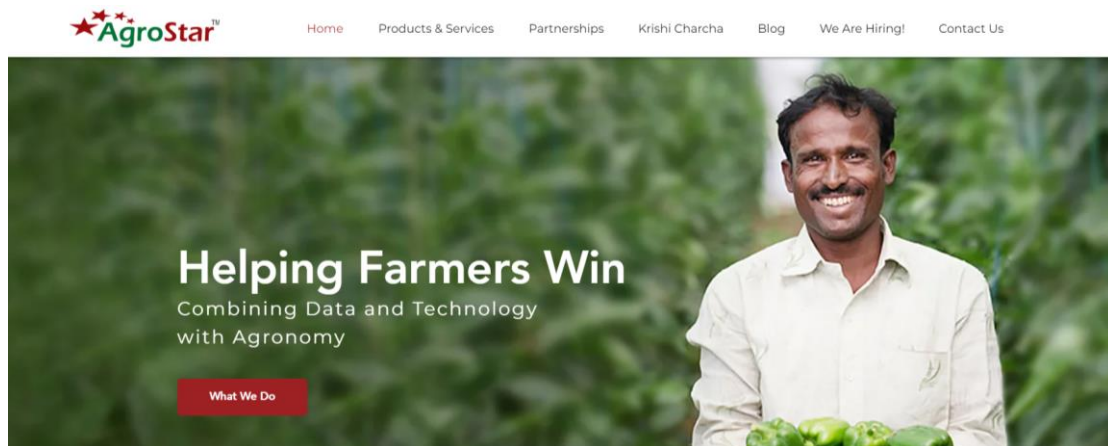 AgroStar™
Home Products & Services Partnerships Krishi Charcha Blog We Are Hiring! Contact Us
Helping Farmers Win
Combining Data and Technology
with Agronomy
What We Do